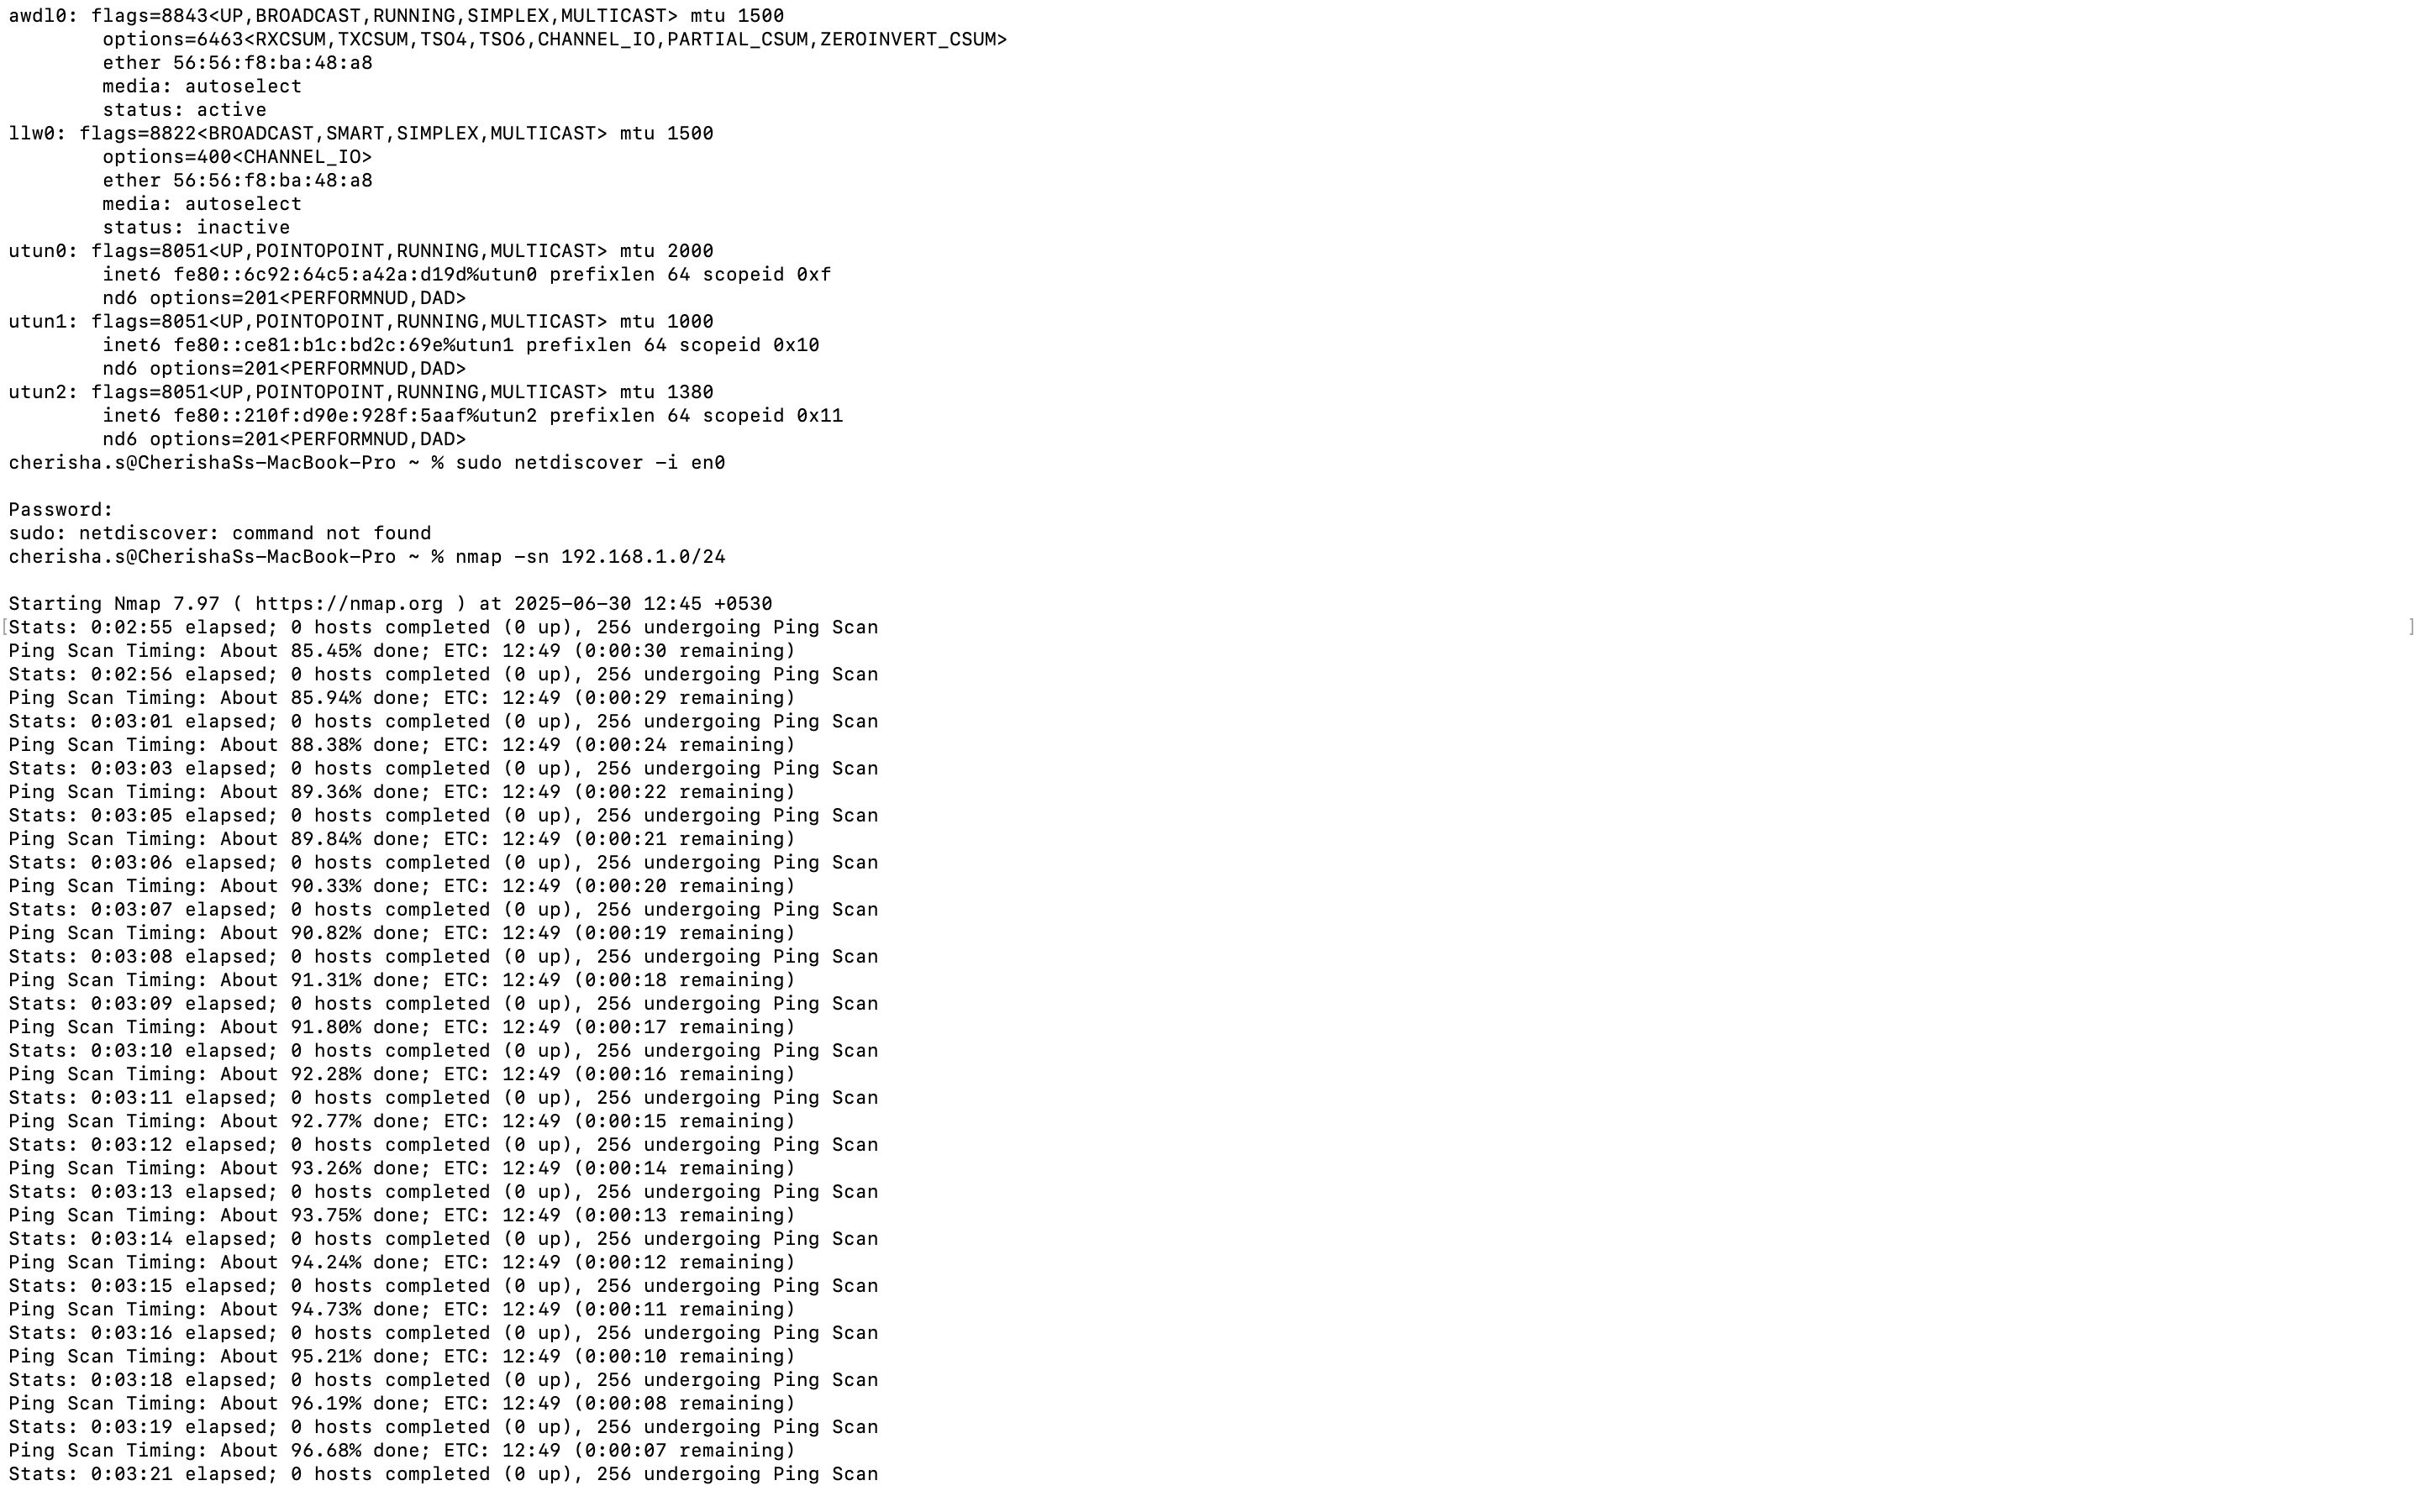 awdl0: flags=8843<UP,BROADCAST,RUNNING,SIMPLEX,MULTICAST> mtu 1500
        options=6463<RXCSUM,TXCSUM,TSO4,TSO6,CHANNEL_IO,PARTIAL_CSUM,ZEROINVERT_CSUM>
        ether 56:56:f8:ba:48:a8
        media: autoselect
        status: active
llw0: flags=8822<BROADCAST,SMART,SIMPLEX,MULTICAST> mtu 1500
        options=400<CHANNEL_IO>
        ether 56:56:f8:ba:48:a8
        media: autoselect
        status: inactive
utun0: flags=8051<UP,POINTOPOINT,RUNNING,MULTICAST> mtu 2000
        inet6 fe80::6c92:64c5:a42a:d19d%utun0 prefixlen 64 scopeid 0xf
        nd6 options=201<PERFORMNUD,DAD>
utun1: flags=8051<UP,POINTOPOINT,RUNNING,MULTICAST> mtu 1000
        inet6 fe80::ce81:b1c:bd2c:69e%utun1 prefixlen 64 scopeid 0x10
        nd6 options=201<PERFORMNUD,DAD>
utun2: flags=8051<UP,POINTOPOINT,RUNNING,MULTICAST> mtu 1380
        inet6 fe80::210f:d90e:928f:5aaf%utun2 prefixlen 64 scopeid 0x11
        nd6 options=201<PERFORMNUD,DAD>
cherisha.s@CherishaSs-MacBook-Pro ~ % sudo netdiscover -i en0

Password:
sudo: netdiscover: command not found
cherisha.s@CherishaSs-MacBook-Pro ~ % nmap -sn 192.168.1.0/24

Starting Nmap 7.97 ( https://nmap.org ) at 2025-06-30 12:45 +0530
[Stats: 0:02:55 elapsed; 0 hosts completed (0 up), 256 undergoing Ping Scan ]
Ping Scan Timing: About 85.45% done; ETC: 12:49 (0:00:30 remaining)
Stats: 0:02:56 elapsed; 0 hosts completed (0 up), 256 undergoing Ping Scan
Ping Scan Timing: About 85.94% done; ETC: 12:49 (0:00:29 remaining)
Stats: 0:03:01 elapsed; 0 hosts completed (0 up), 256 undergoing Ping Scan
Ping Scan Timing: About 88.38% done; ETC: 12:49 (0:00:24 remaining)
Stats: 0:03:03 elapsed; 0 hosts completed (0 up), 256 undergoing Ping Scan
Ping Scan Timing: About 89.36% done; ETC: 12:49 (0:00:22 remaining)
Stats: 0:03:05 elapsed; 0 hosts completed (0 up), 256 undergoing Ping Scan
Ping Scan Timing: About 89.84% done; ETC: 12:49 (0:00:21 remaining)
Stats: 0:03:06 elapsed; 0 hosts completed (0 up), 256 undergoing Ping Scan
Ping Scan Timing: About 90.33% done; ETC: 12:49 (0:00:20 remaining)
Stats: 0:03:07 elapsed; 0 hosts completed (0 up), 256 undergoing Ping Scan
Ping Scan Timing: About 90.82% done; ETC: 12:49 (0:00:19 remaining)
Stats: 0:03:08 elapsed; 0 hosts completed (0 up), 256 undergoing Ping Scan
Ping Scan Timing: About 91.31% done; ETC: 12:49 (0:00:18 remaining)
Stats: 0:03:09 elapsed; 0 hosts completed (0 up), 256 undergoing Ping Scan
Ping Scan Timing: About 91.80% done; ETC: 12:49 (0:00:17 remaining)
Stats: 0:03:10 elapsed; 0 hosts completed (0 up), 256 undergoing Ping Scan
Ping Scan Timing: About 92.28% done; ETC: 12:49 (0:00:16 remaining)
Stats: 0:03:11 elapsed; 0 hosts completed (0 up), 256 undergoing Ping Scan
Ping Scan Timing: About 92.77% done; ETC: 12:49 (0:00:15 remaining)
Stats: 0:03:12 elapsed; 0 hosts completed (0 up), 256 undergoing Ping Scan
Ping Scan Timing: About 93.26% done; ETC: 12:49 (0:00:14 remaining)
Stats: 0:03:13 elapsed; 0 hosts completed (0 up), 256 undergoing Ping Scan
Ping Scan Timing: About 93.75% done; ETC: 12:49 (0:00:13 remaining)
Stats: 0:03:14 elapsed; 0 hosts completed (0 up), 256 undergoing Ping Scan
Ping Scan Timing: About 94.24% done; ETC: 12:49 (0:00:12 remaining)
Stats: 0:03:15 elapsed; 0 hosts completed (0 up), 256 undergoing Ping Scan
Ping Scan Timing: About 94.73% done; ETC: 12:49 (0:00:11 remaining)
Stats: 0:03:16 elapsed; 0 hosts completed (0 up), 256 undergoing Ping Scan
Ping Scan Timing: About 95.21% done; ETC: 12:49 (0:00:10 remaining)
Stats: 0:03:18 elapsed; 0 hosts completed (0 up), 256 undergoing Ping Scan
Ping Scan Timing: About 96.19% done; ETC: 12:49 (0:00:08 remaining)
Stats: 0:03:19 elapsed; 0 hosts completed (0 up), 256 undergoing Ping Scan
Ping Scan Timing: About 96.68% done; ETC: 12:49 (0:00:07 remaining)
Stats: 0:03:21 elapsed; 0 hosts completed (0 up), 256 undergoing Ping Scan